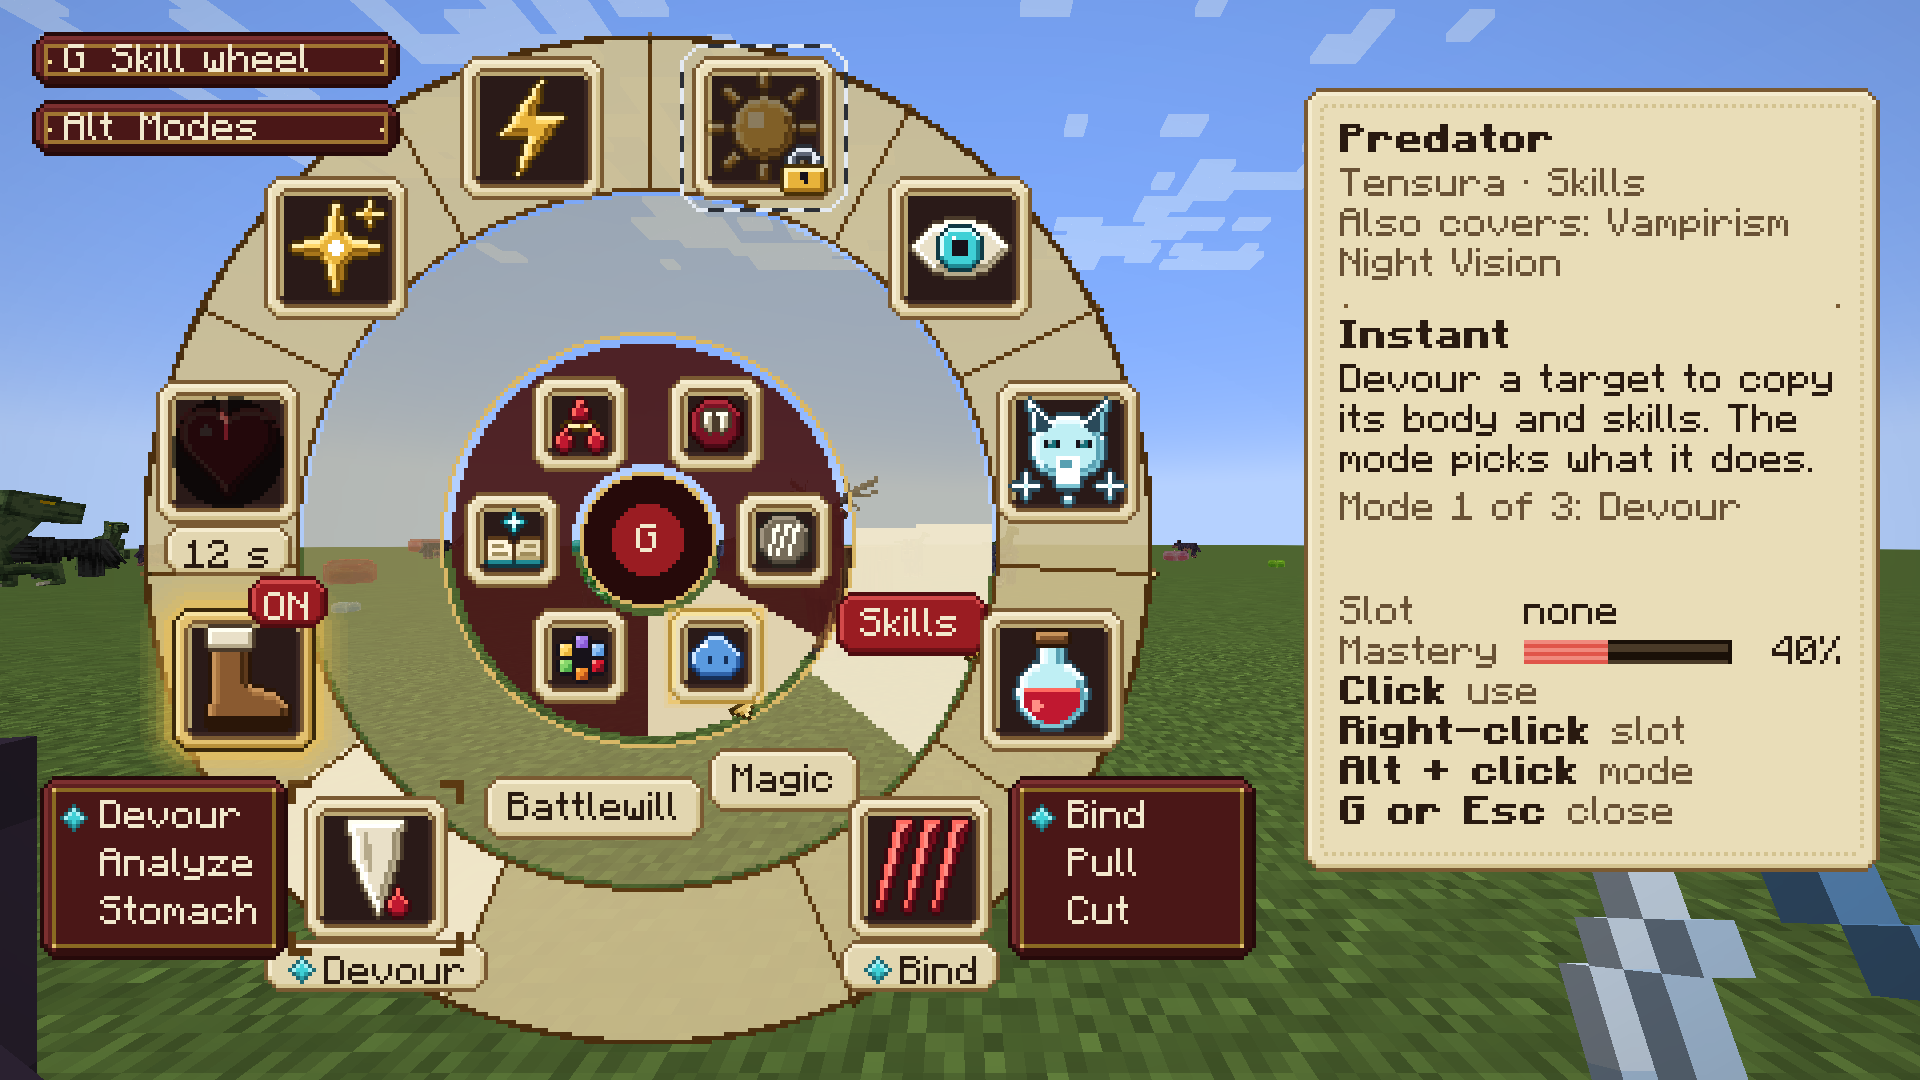 G Skill wheel
Alt Modes
12 s
ON
G
Skills
Magic
Battlewill
Devour
Analyze
Stomach
Devour
Bind
Pull
Cut
Bind
Predator
Tensura · Skills
Also covers: Vampirism
Night Vision
Instant
Devour a target to copy
its body and skills. The
mode picks what it does.
Mode 1 of 3: Devour
Slot none
Mastery 40%
Click use
Right-click slot
Alt + click mode
G or Esc close